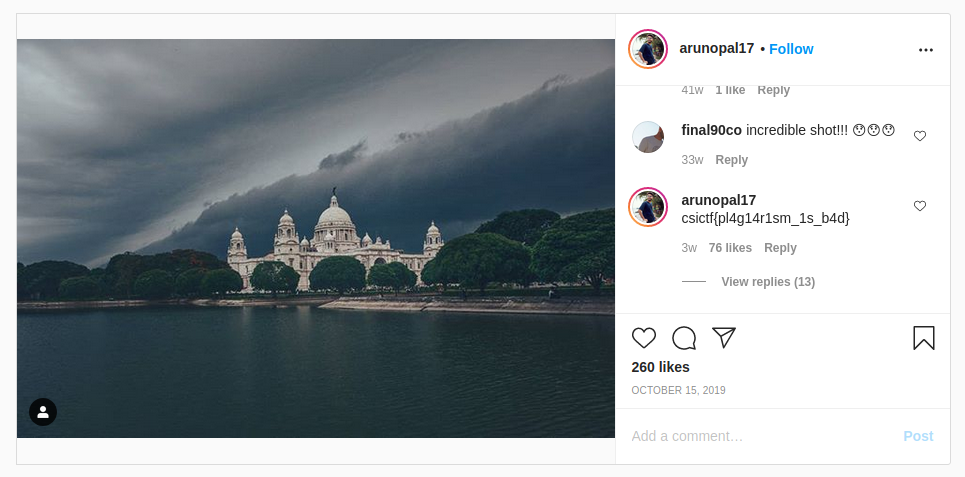 arunopal17 • Follow
41w 1 like Reply
final90co incredible shot!!! 😯😯😯
33w Reply
arunopal17
csictf{pl4g14r1sm_1s_b4d}
3w 76 likes Reply
View replies (13)
260 likes
OCTOBER 15, 2019
Add a comment… Post